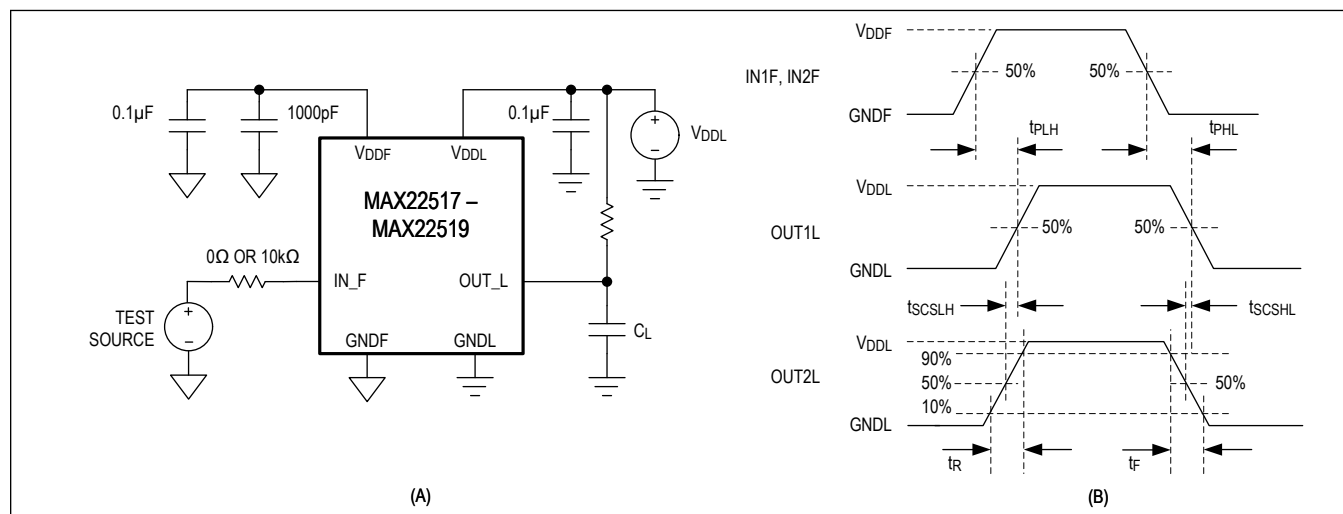 0.1µF
1000pF
0.1µF
VDDL
VDDF
VDDL
MAX22517 –
MAX22519
0Ω OR 10kΩ
IN_F
OUT_L
TEST
SOURCE
GNDF
GNDL
CL
(A)
VDDF
IN1F, IN2F
50%
50%
GNDF
tPLH
tPHL
VDDL
OUT1L
50%
50%
GNDL
tSCSLH
tSCSHL
VDDL
90%
OUT2L
50%
50%
10%
GNDL
tR
tF
(B)